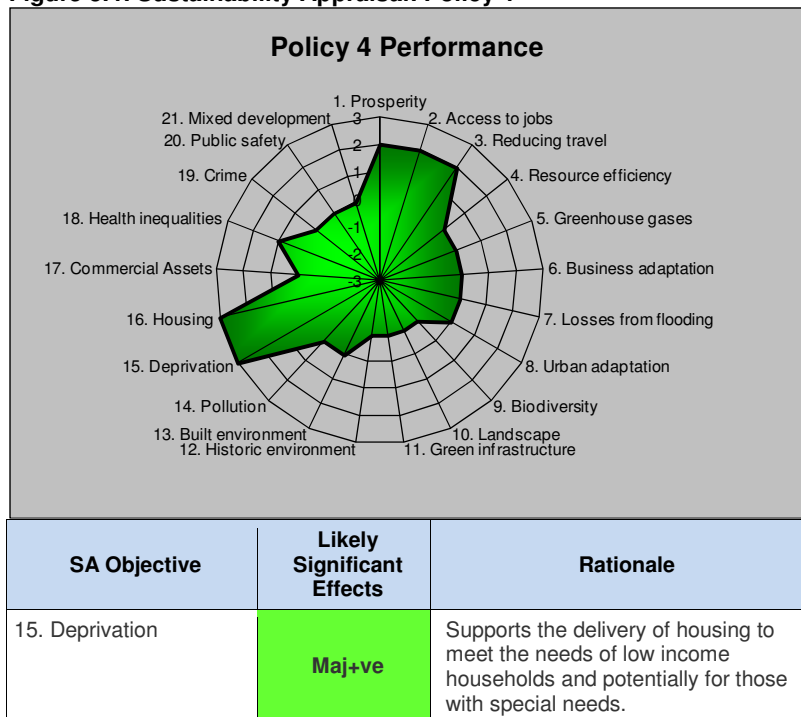 Policy 4 Performance
1. Prosperity
21. Mixed development
2. Access to jobs
20. Public safety
3. Reducing travel
19. Crime
4. Resource efficiency
18. Health inequalities
5. Greenhouse gases
17. Commercial Assets
6. Business adaptation
16. Housing
7. Losses from flooding
15. Deprivation
8. Urban adaptation
14. Pollution
9. Biodiversity
13. Built environment
10. Landscape
12. Historic environment
11. Green infrastructure
3
2
1
0
-1
-2
-3
SA Objective
Likely
Significant
Effects
Rationale
15. Deprivation
Maj+ve
Supports the delivery of housing to
meet the needs of low income
households and potentially for those
with special needs.